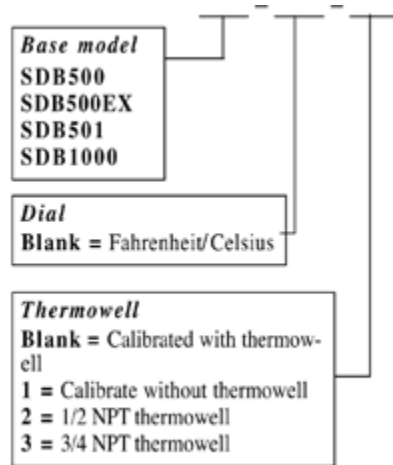 Base model
SDB500
SDB500EX
SDB501
SDB1000
Dial
Blank = Fahrenheit/Celsius
Thermowell
Blank = Calibrated with thermow-
ell
1 = Calibrate without thermowell
2 = 1/2 NPT thermowell
3 = 3/4 NPT thermowell